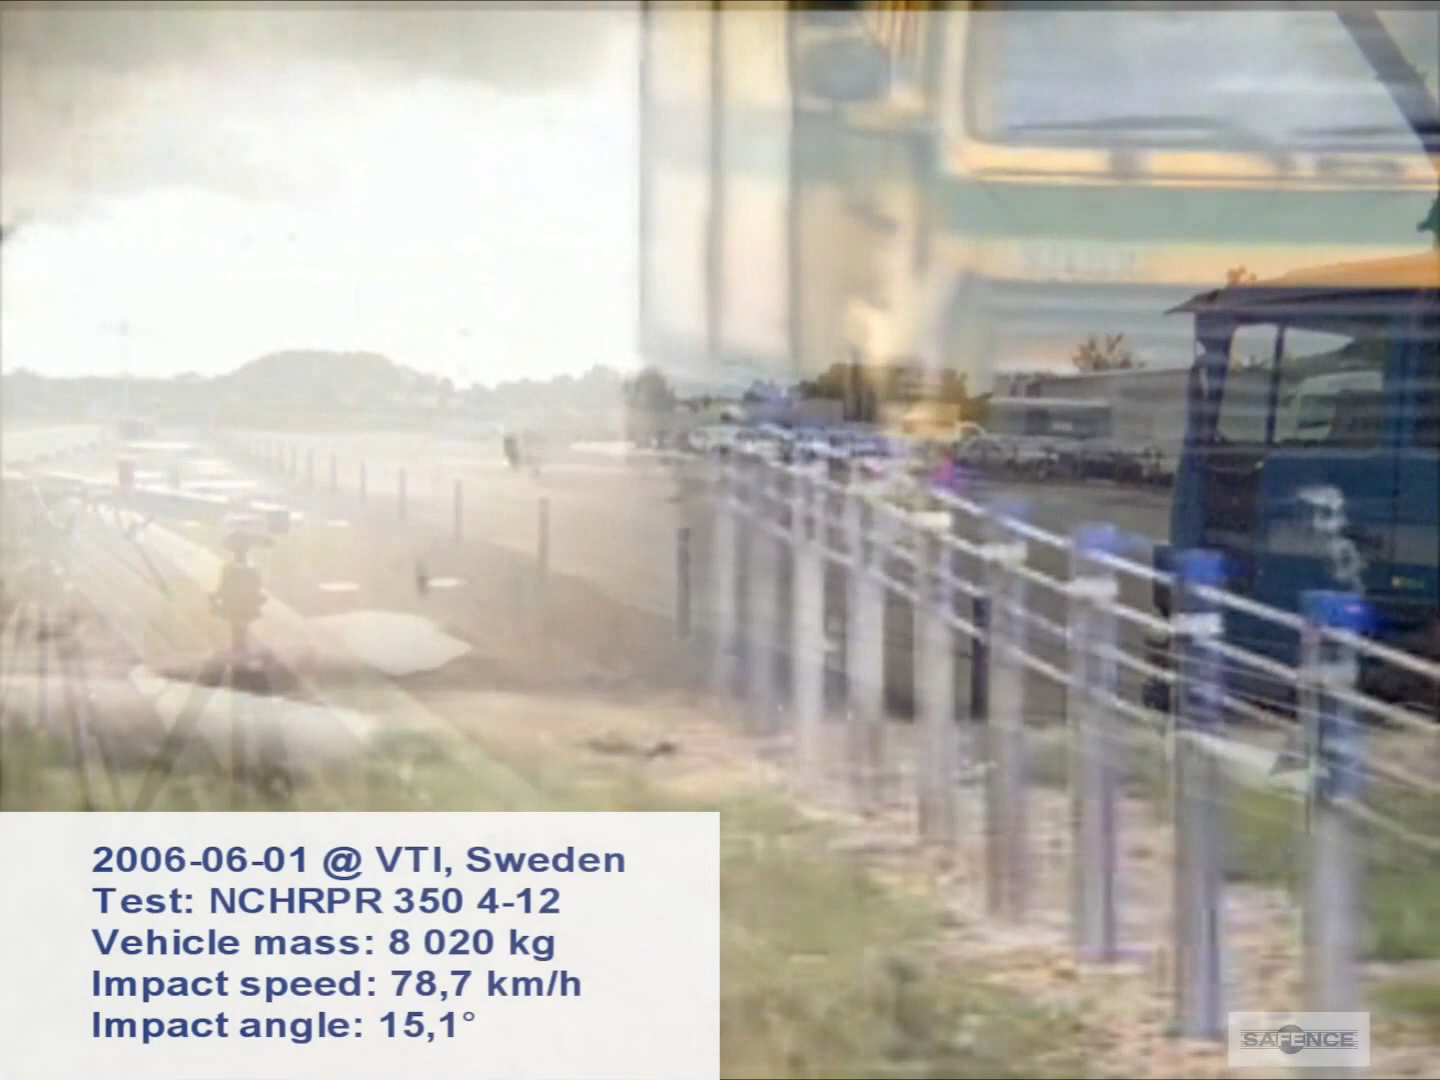 2006-06-01 @ VTI, Sweden
Test: NCHRPR 350 4-12
Vehicle mass: 8 020 kg
Impact speed: 78,7 km/h
Impact angle: 15,1°
SAFENCE